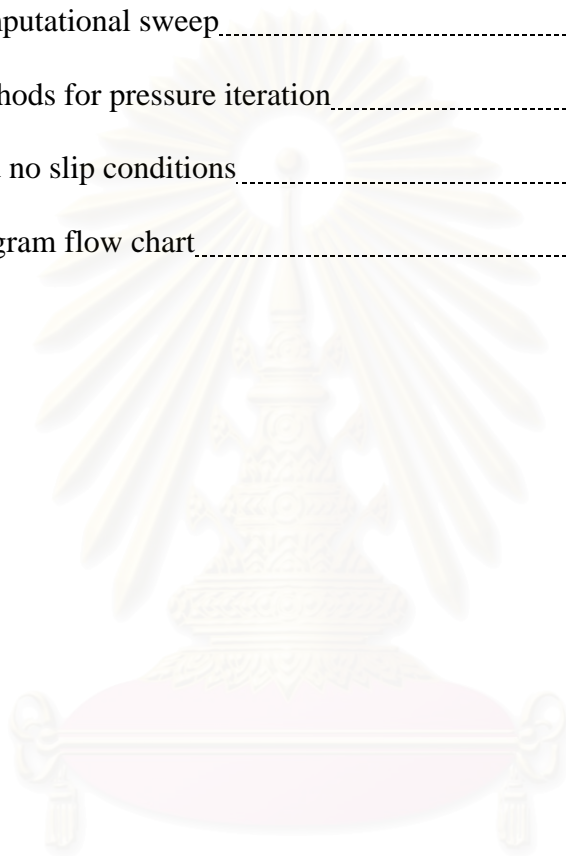 nputational sweep
hods for pressure iteration
no slip conditions
gram flow chart